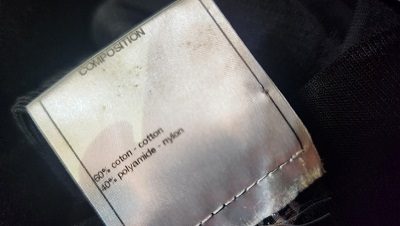 COMPOSITION
60% coton - cotton
40% polyamide - nylon